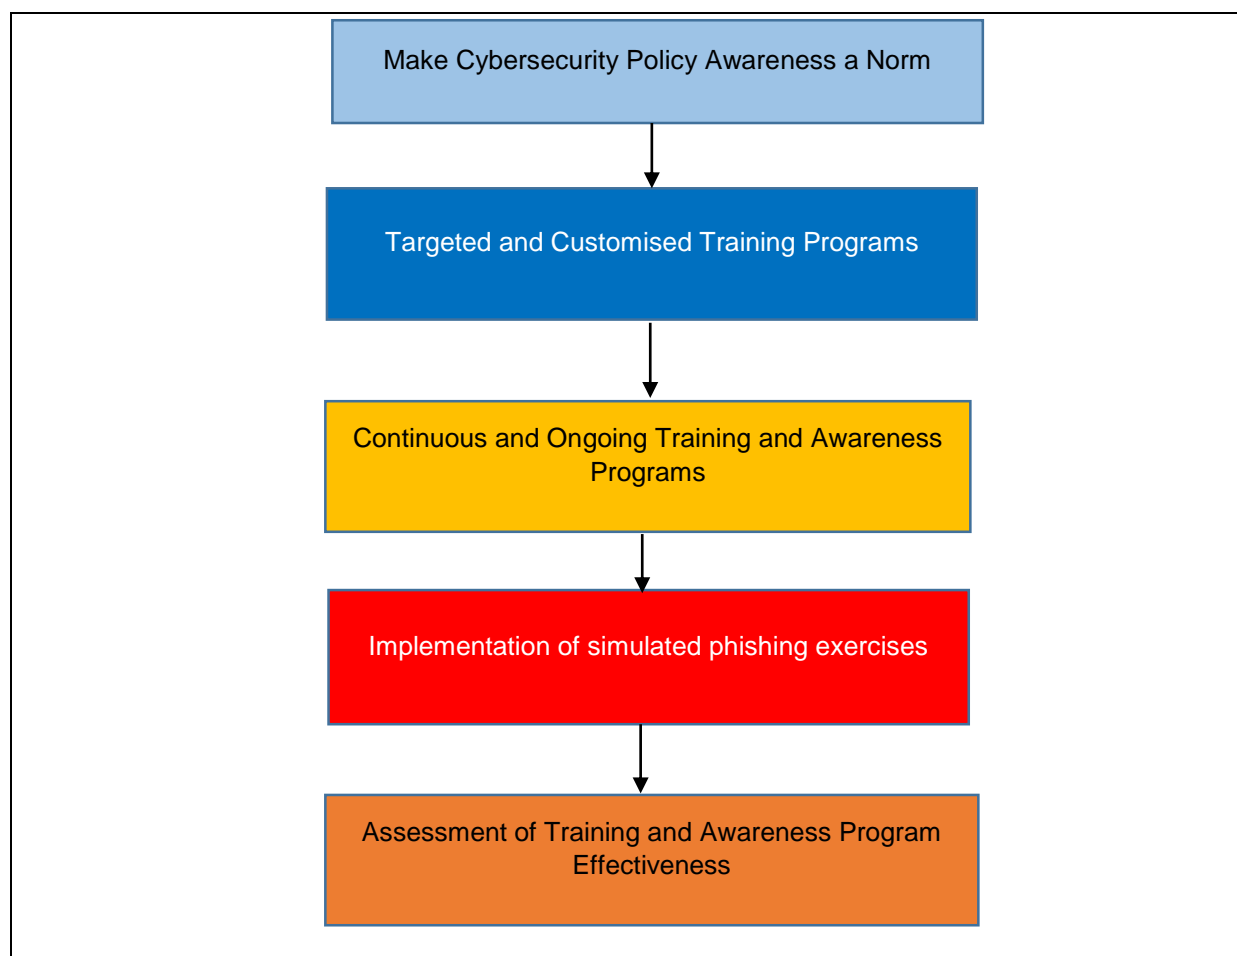 Make Cybersecurity Policy Awareness a Norm
Targeted and Customised Training Programs
Continuous and Ongoing Training and Awareness
Programs
Implementation of simulated phishing exercises
Assessment of Training and Awareness Program
Effectiveness